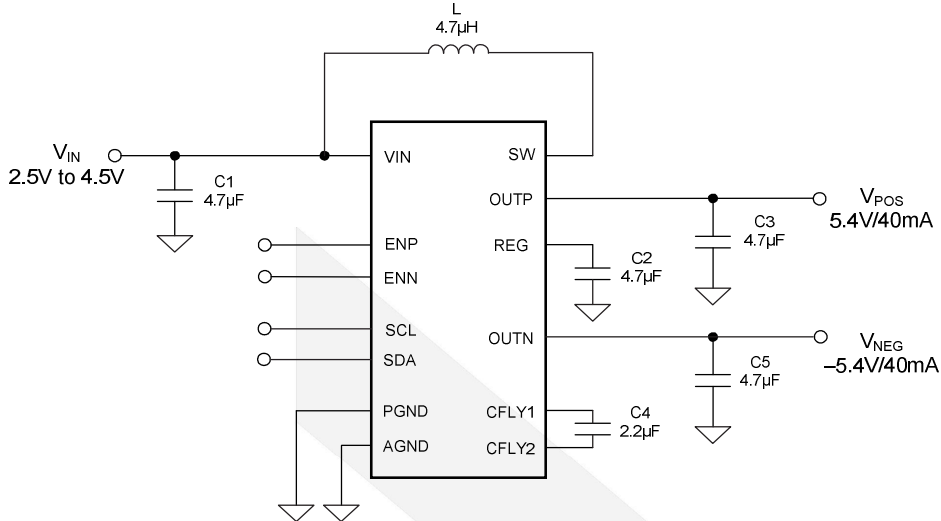 L
4.7µH
VIN
2.5V to 4.5V
C1
4.7µF
VIN
SW
OUTP
VPOS
5.4V/40mA
C3
4.7µF
ENP
REG
C2
4.7µF
ENN
SCL
OUTN
VNEG
–5.4V/40mA
SDA
C5
4.7µF
PGND
CFLY1
C4
2.2µF
AGND
CFLY2